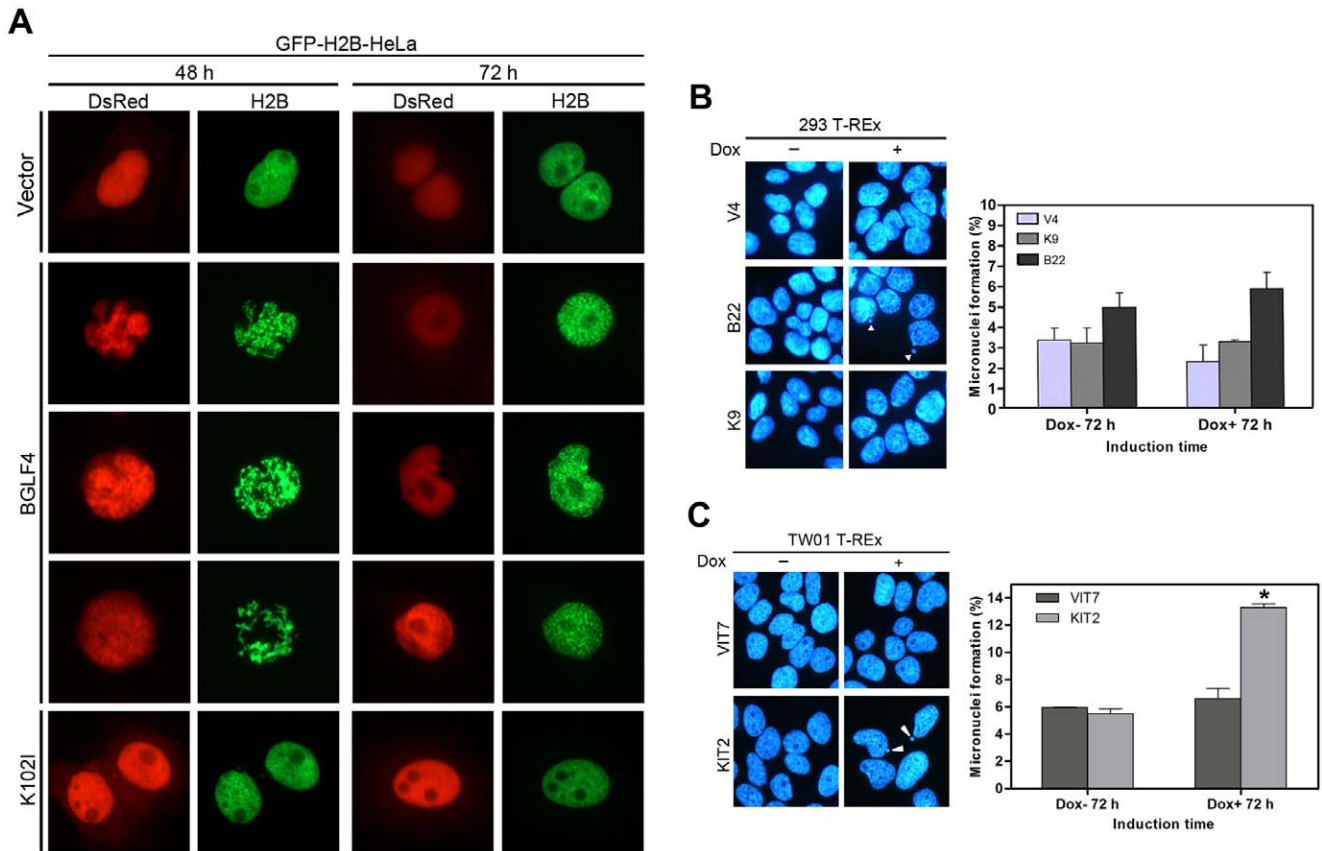 A
GFP-H2B-HeLa
48 h
72 h
DsRed
H2B
DsRed
H2B
Vector
BGLF4
K102I
B
293 T-REx
Dox
−
+
V4
B22
K9
Micronuclei formation (%)
10
9
8
7
6
5
4
3
2
1
0
V4
K9
B22
Dox- 72 h
Dox+ 72 h
Induction time
C
TW01 T-REx
Dox
−
+
VIT7
KIT2
Micronuclei formation (%)
14
12
10
8
6
4
2
0
VIT7
KIT2
*
Dox- 72 h
Dox+ 72 h
Induction time